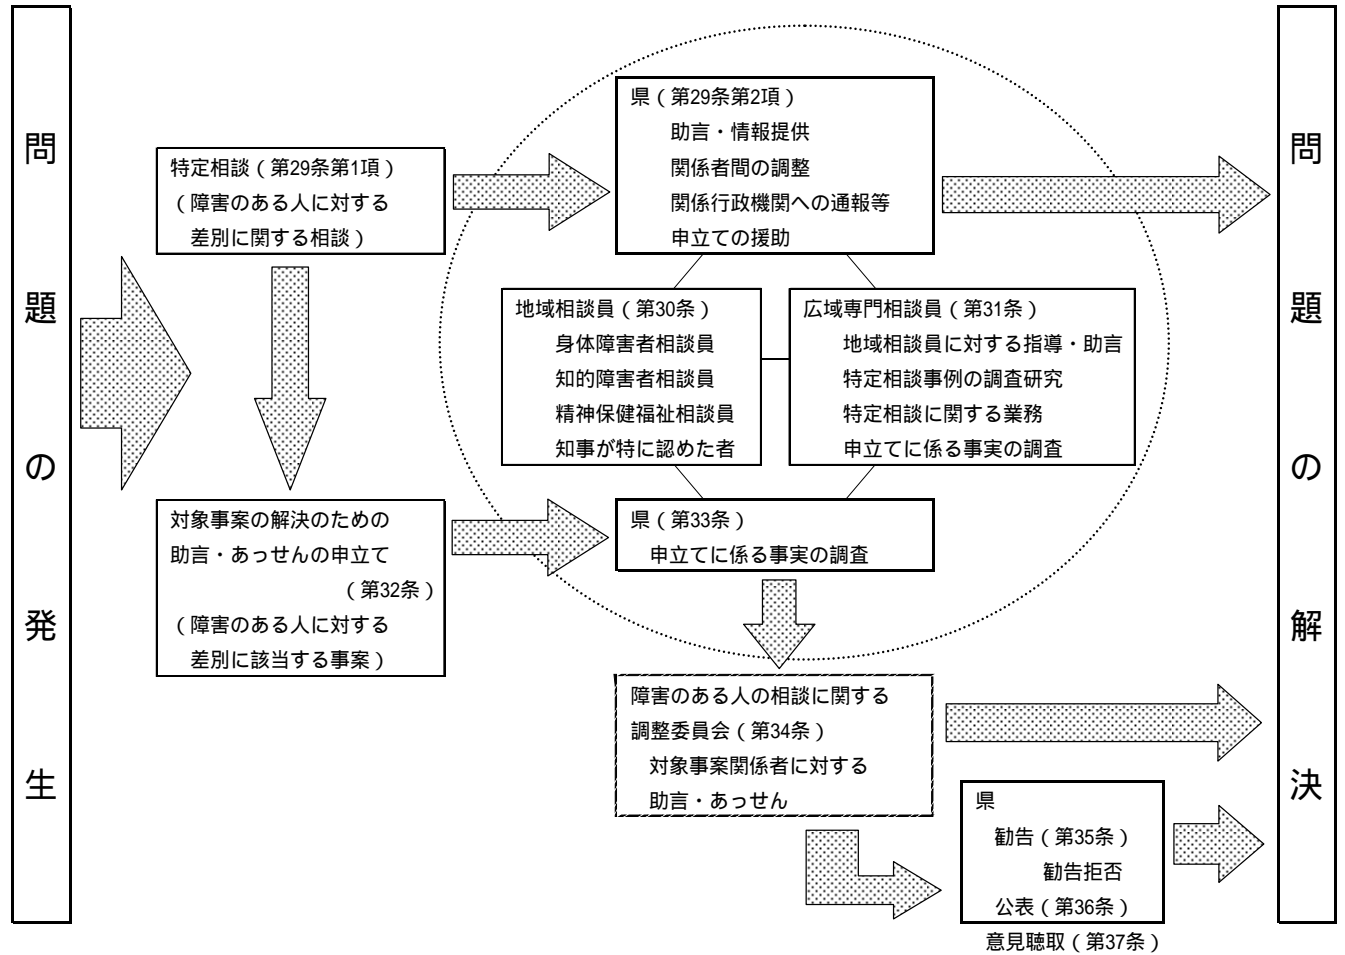 問題の発生
特定相談（第29条第1項）
（障害のある人に対する
差別に関する相談）
対象事案の解決のための
助言・あっせんの申立て
（第32条）
（障害のある人に対する
差別に該当する事案）
県（第29条第2項）
助言・情報提供
関係者間の調整
関係行政機関への通報等
申立ての援助
地域相談員（第30条）
身体障害者相談員
知的障害者相談員
精神保健福祉相談員
知事が特に認めた者
広域専門相談員（第31条）
地域相談員に対する指導・助言
特定相談事例の調査研究
特定相談に関する業務
申立てに係る事実の調査
県（第33条）
申立てに係る事実の調査
障害のある人の相談に関する
調整委員会（第34条）
対象事案関係者に対する
助言・あっせん
県
勧告（第35条）
勧告拒否
公表（第36条）
意見聴取（第37条）
問題の解決